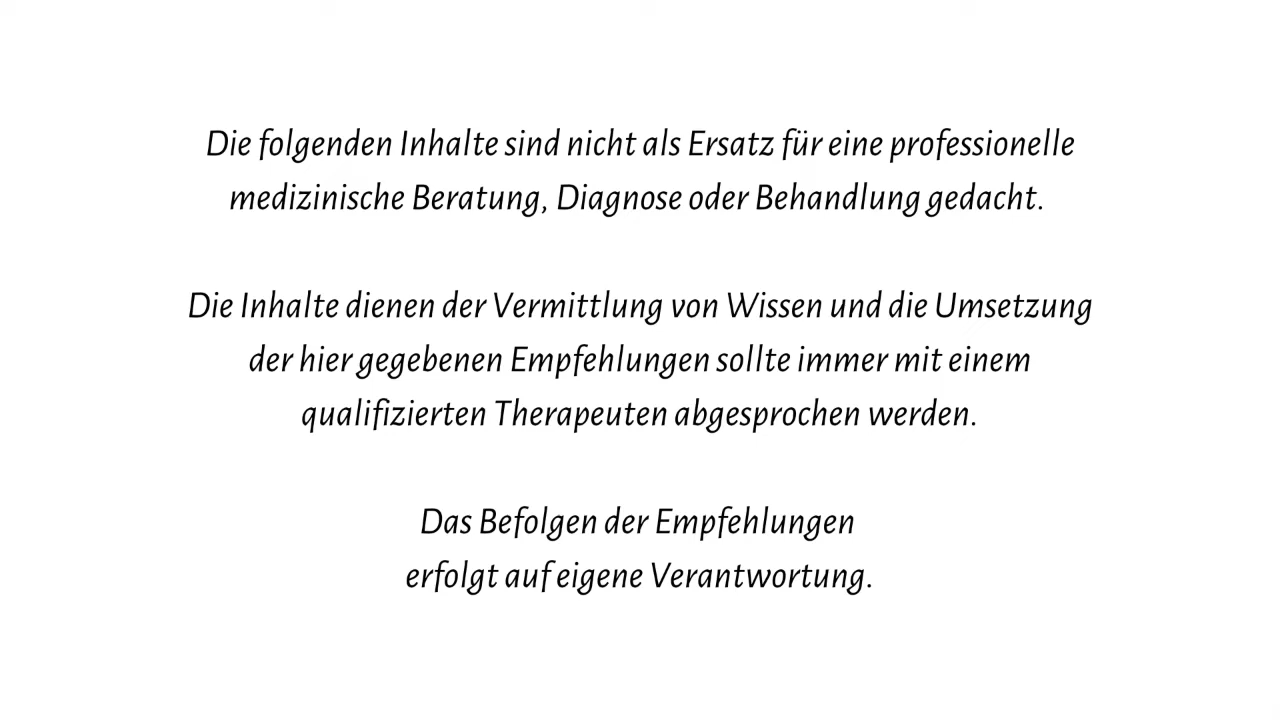 Die folgenden Inhalte sind nicht als Ersatz für eine professionelle
medizinische Beratung, Diagnose oder Behandlung gedacht.
Die Inhalte dienen der Vermittlung von Wissen und die Umsetzung
der hier gegebenen Empfehlungen sollte immer mit einem
qualifizierten Therapeuten abgesprochen werden.
Das Befolgen der Empfehlungen
erfolgt auf eigene Verantwortung.